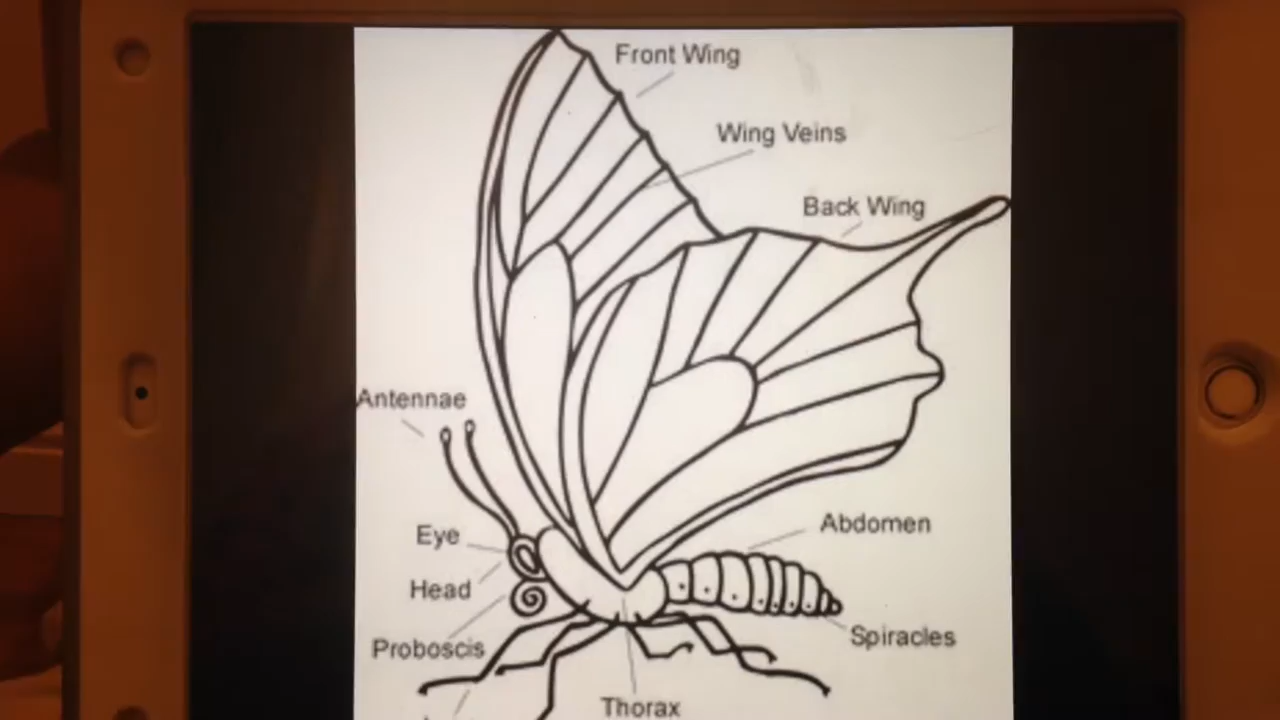 Front Wing
Wing Veins
Back Wing
Antennae
Eye
Head
Proboscis
Abdomen
Spiracles
Thorax